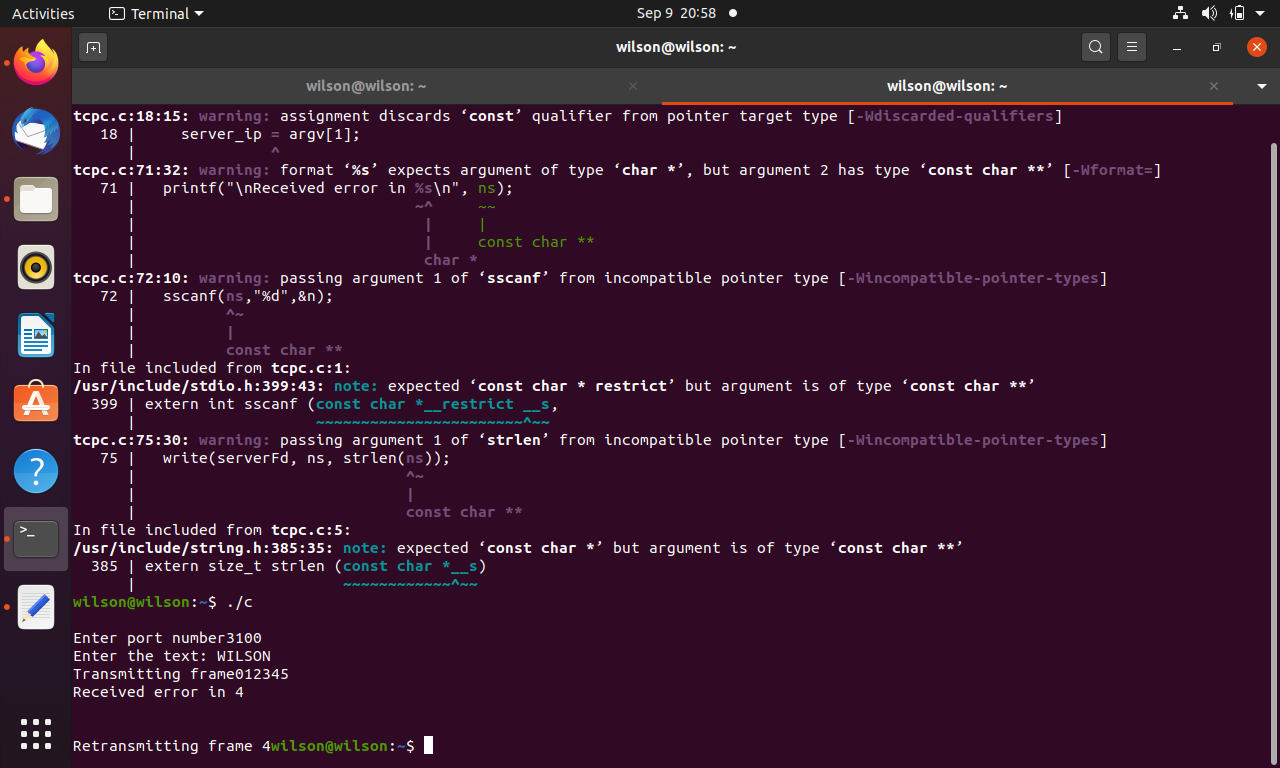 Activities
Terminal
Sep 9 20:58
wilson@wilson: ~
wilson@wilson: ~
wilson@wilson: ~
tcpc.c:18:15: warning: assignment discards ‘const’ qualifier from pointer target type [-Wdiscarded-qualifiers]
   18 |     server_ip = argv[1];
      |               ^
tcpc.c:71:32: warning: format ‘%s’ expects argument of type ‘char *’, but argument 2 has type ‘const char **’ [-Wformat=]
   71 |   printf("\nReceived error in %s\n", ns);
      |                               ~^     ~~
      |                                |     |
      |                                |     const char **
      |                                char *
tcpc.c:72:10: warning: passing argument 1 of ‘sscanf’ from incompatible pointer type [-Wincompatible-pointer-types]
   72 |   sscanf(ns,"%d",&n);
      |          ^~
      |          |
      |          const char **
In file included from tcpc.c:1:
/usr/include/stdio.h:399:43: note: expected ‘const char * restrict’ but argument is of type ‘const char **’
  399 | extern int sscanf (const char *__restrict __s,
      |                    ~~~~~~~~~~~~~~~~~~~~~~~^~~
tcpc.c:75:30: warning: passing argument 1 of ‘strlen’ from incompatible pointer type [-Wincompatible-pointer-types]
   75 |   write(serverFd, ns, strlen(ns));
      |                              ^~
      |                              |
      |                              const char **
In file included from tcpc.c:5:
/usr/include/string.h:385:35: note: expected ‘const char *’ but argument is of type ‘const char **’
  385 | extern size_t strlen (const char *__s)
      |                       ~~~~~~~~~~~~^~~
wilson@wilson:~$ ./c
Enter port number3100
Enter the text: WILSON
Transmitting frame012345
Received error in 4
Retransmitting frame 4wilson@wilson:~$